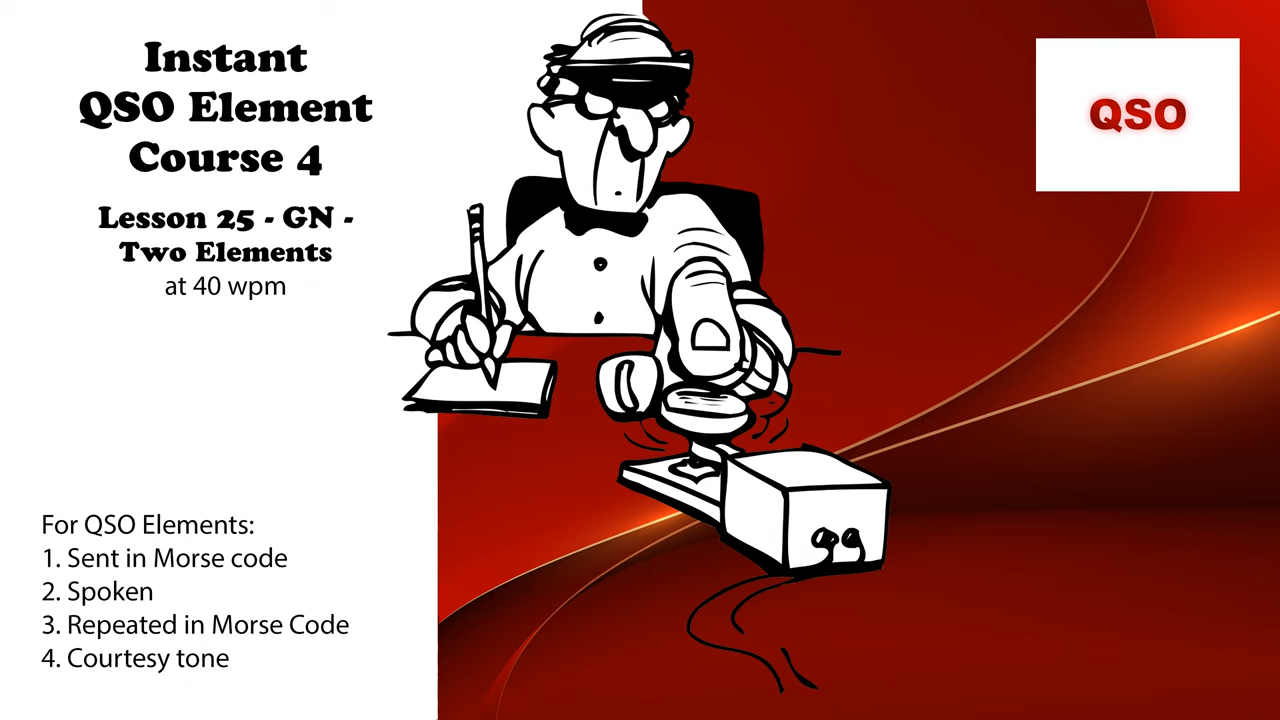 Instant
QSO Element
Course 4
Lesson 25 - GN -
Two Elements
at 40 wpm
QSO
For QSO Elements:
1. Sent in Morse code
2. Spoken
3. Repeated in Morse Code
4. Courtesy tone